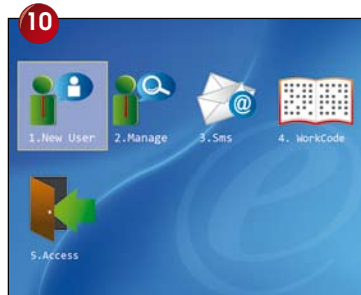 10
1.New User
2.Manage
3.Sms
4. WorkCode
5.Access